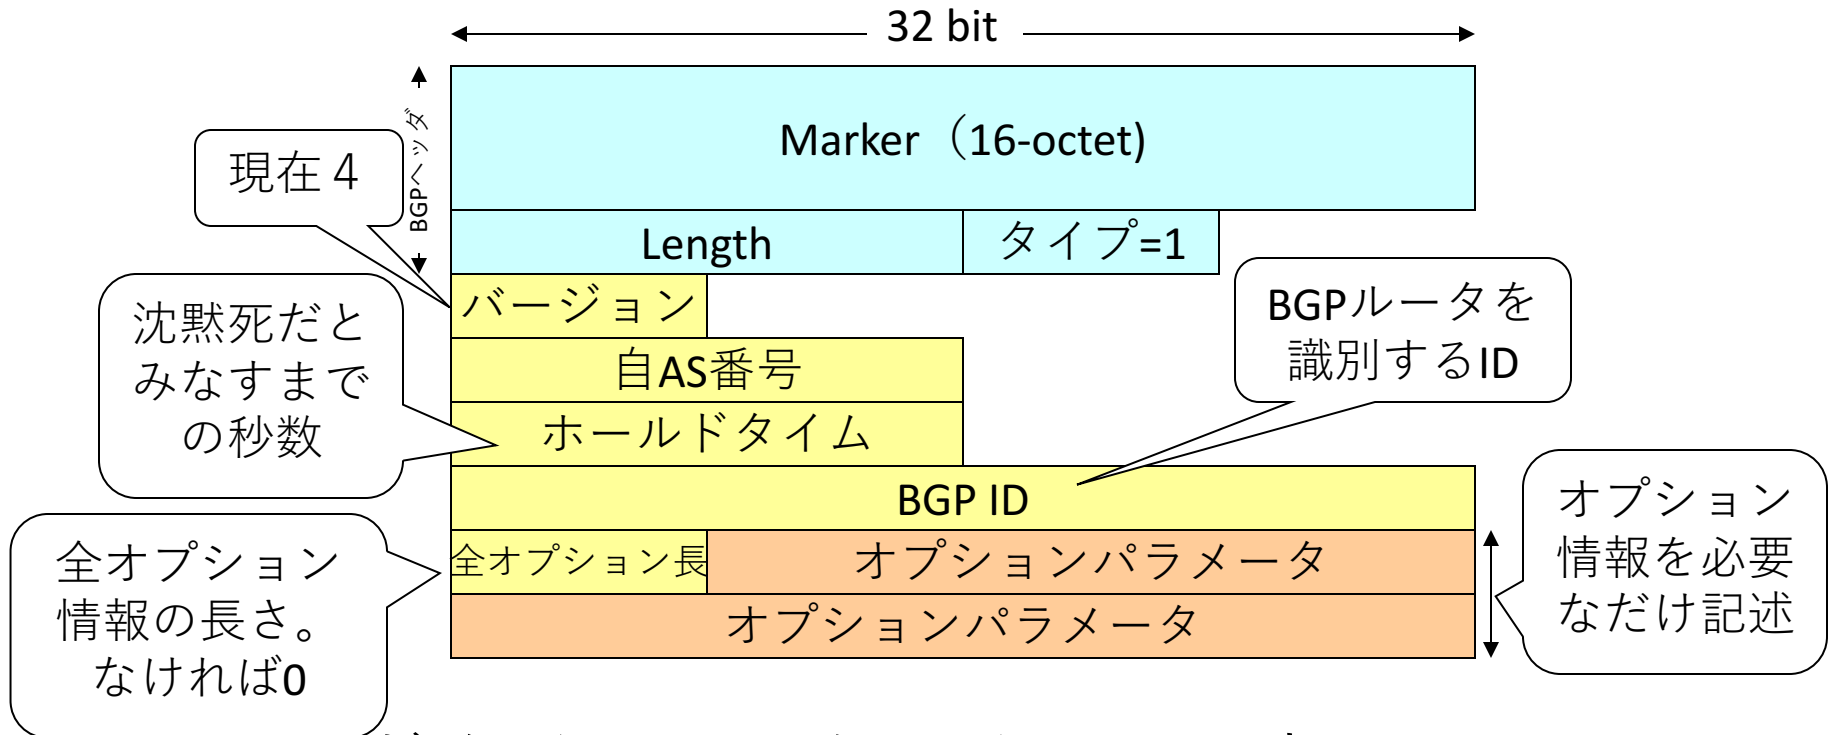 32 bit
BGPヘッダ
Marker（16-octet)
現在４
Length
タイプ=1
バージョン
沈黙死だと
みなすまで
の秒数
BGPルータを
識別するID
自AS番号
ホールドタイム
BGP ID
オプション
情報を必要
なだけ記述
全オプション
情報の長さ。
なければ0
全オプション長
オプションパラメータ
オプションパラメータ